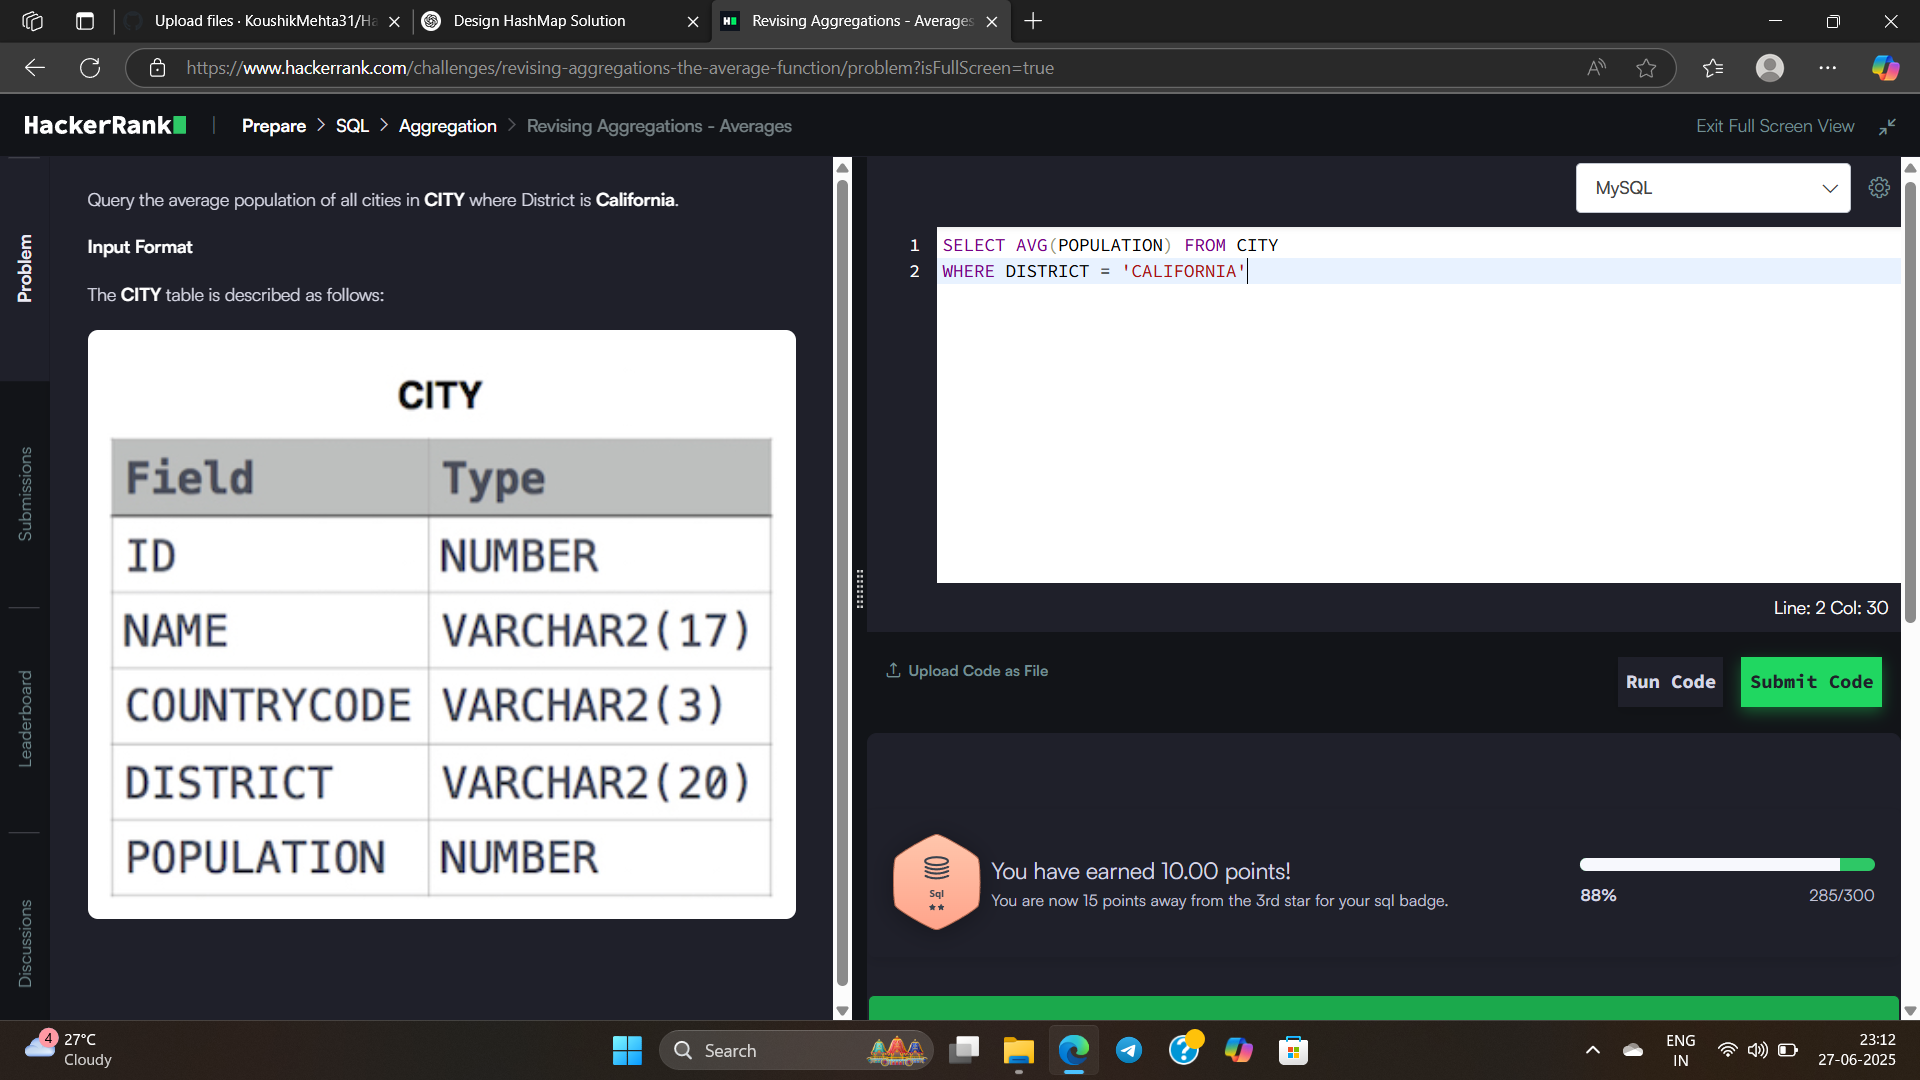 Upload files · KoushikMehta31/Ha
Design HashMap Solution
Revising Aggregations - Averages
https://www.hackerrank.com/challenges/revising-aggregations-the-average-function/problem?isFullScreen=true
HackerRank
Prepare > SQL > Aggregation > Revising Aggregations - Averages
Exit Full Screen View
Problem
Submissions
Leaderboard
Discussions
Query the average population of all cities in CITY where District is California.
Input Format
The CITY table is described as follows:
CITY
Field Type
ID NUMBER
NAME VARCHAR2(17)
COUNTRYCODE VARCHAR2(3)
DISTRICT VARCHAR2(20)
POPULATION NUMBER
MySQL
1 SELECT AVG(POPULATION) FROM CITY
2 WHERE DISTRICT = 'CALIFORNIA'
Line: 2 Col: 30
Upload Code as File
Run Code
Submit Code
Sql
You have earned 10.00 points!
You are now 15 points away from the 3rd star for your sql badge.
88%
285/300
4
27°C
Cloudy
Search
ENG
IN
23:12
27-06-2025